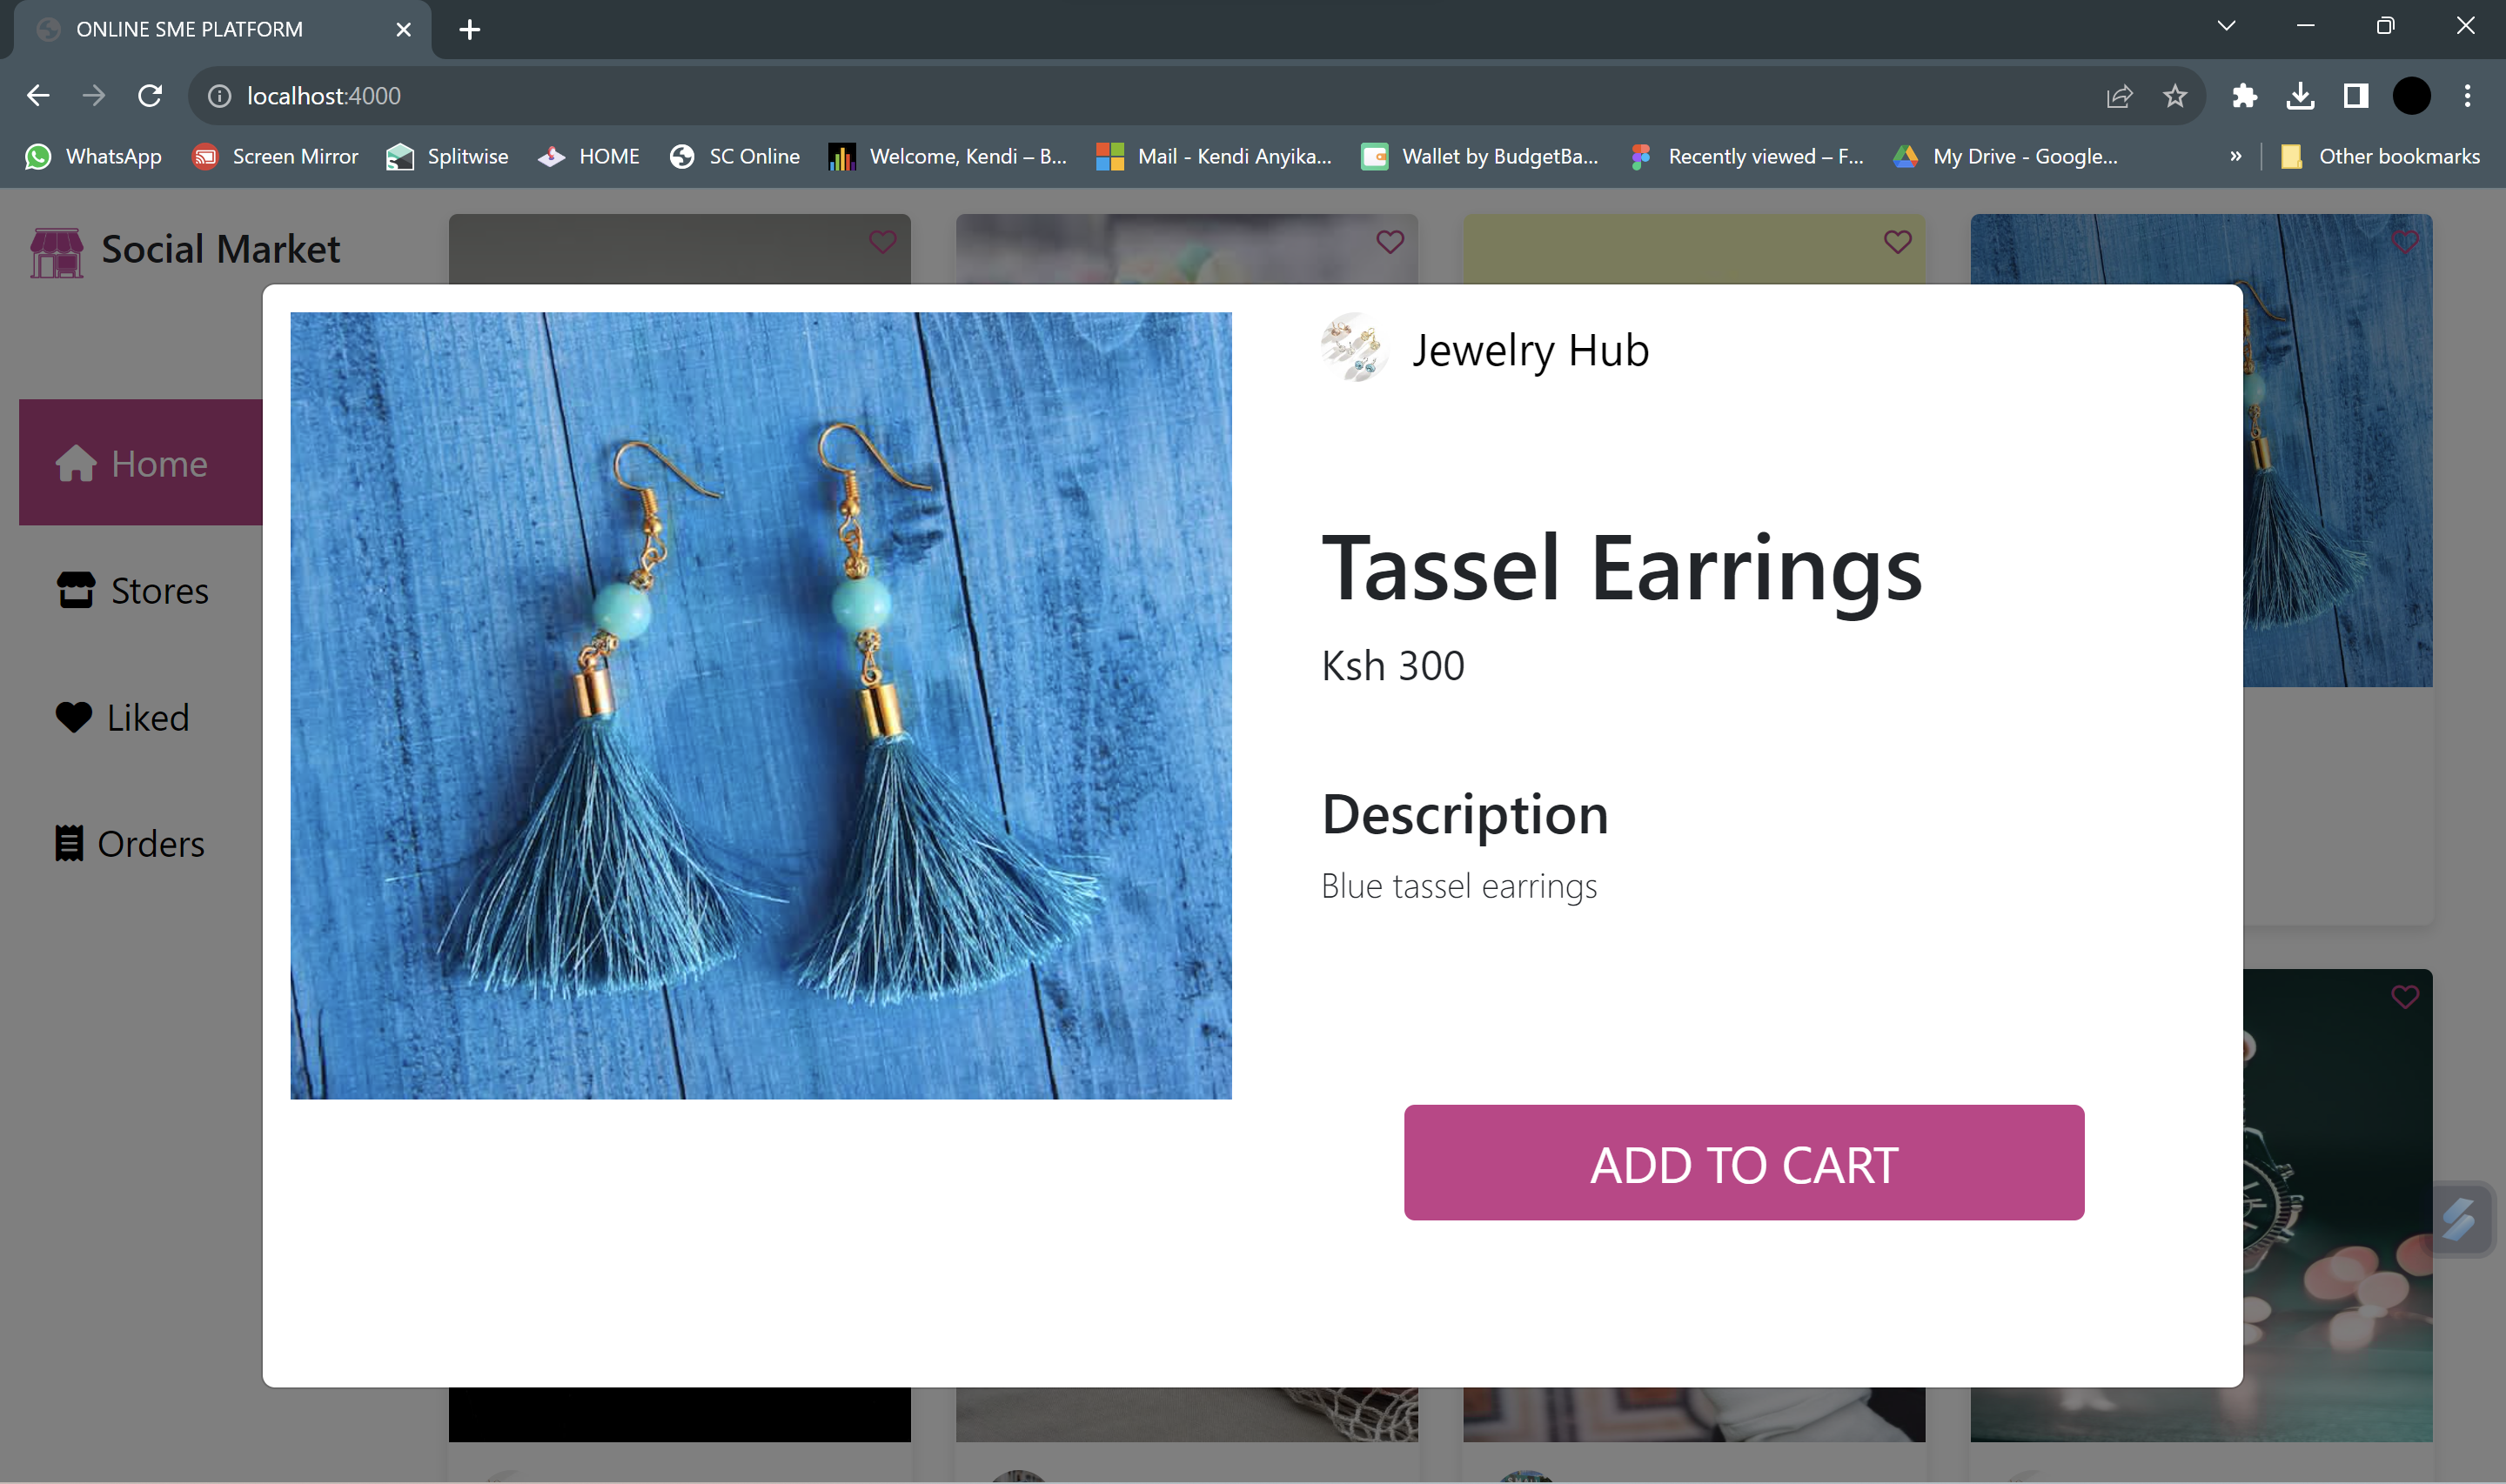 ONLINE SME PLATFORM
localhost:4000
WhatsApp
Screen Mirror
Splitwise
HOME
SC Online
Welcome, Kendi – B...
Mail - Kendi Anyika...
Wallet by BudgetBa...
Recently viewed – F...
My Drive - Google...
»
Other bookmarks
Social Market
Home
Stores
Liked
Orders
Jewelry Hub
Tassel Earrings
Ksh 300
Description
Blue tassel earrings
ADD TO CART